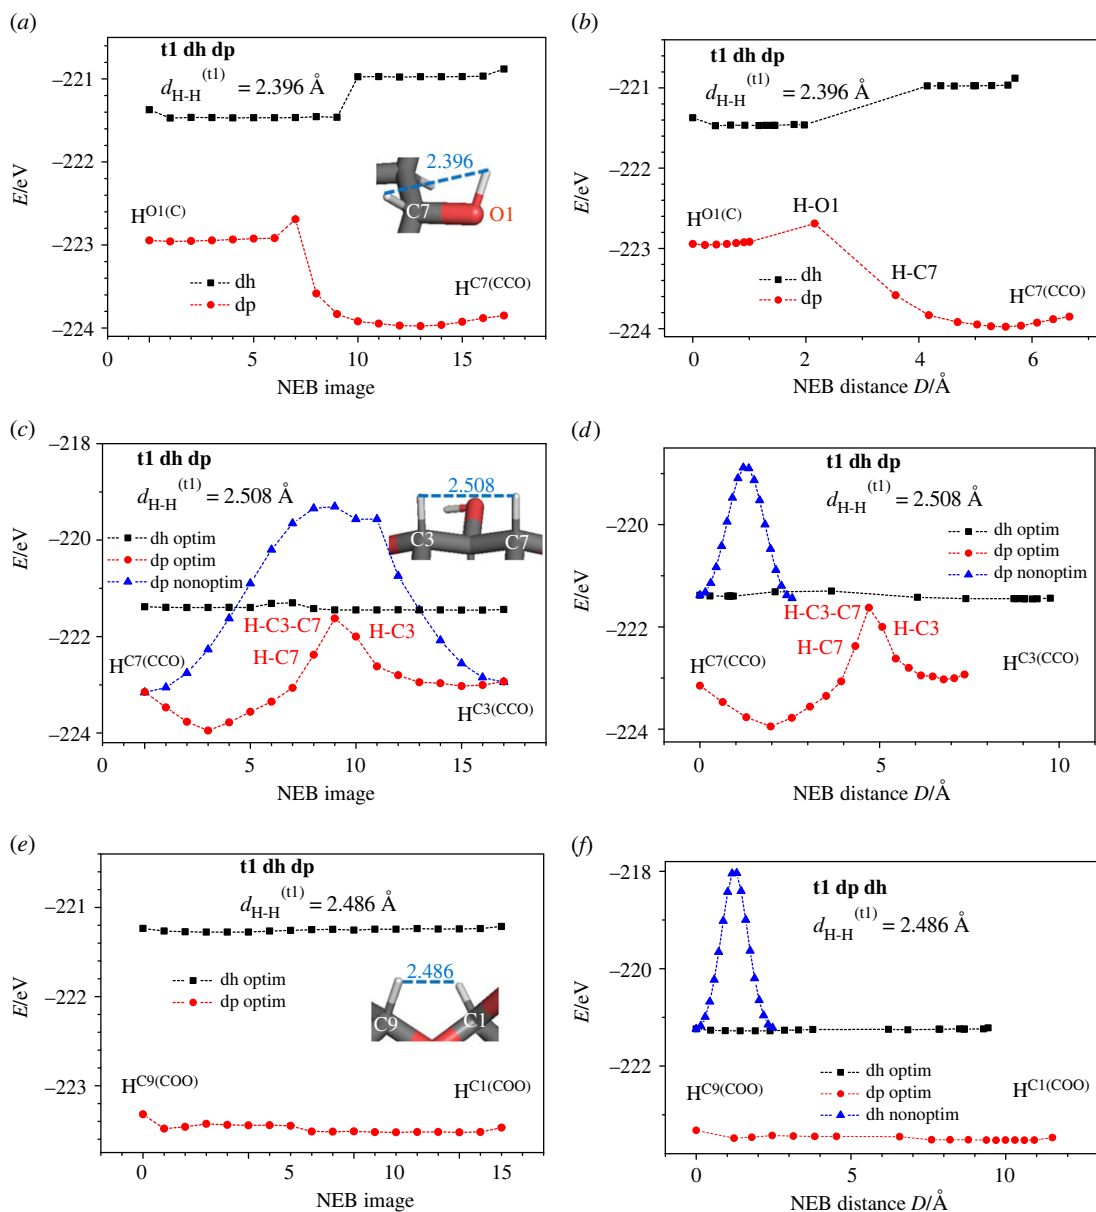 (a)
t1 dh dp
d_H-H^(t1) = 2.396 Å
−221
−222
−223
−224
E/eV
2.396
C7
O1
H^O1(C)
dh
dp
H^C7(CCO)
0
5
10
15
NEB image
(b)
t1 dh dp
d_H-H^(t1) = 2.396 Å
−221
−222
−223
−224
E/eV
H^O1(C)
H-O1
H-C7
dh
dp
H^C7(CCO)
0
2
4
6
NEB distance D/Å
(c)
t1 dh dp
d_H-H^(t1) = 2.508 Å
−218
−220
−222
−224
E/eV
2.508
C3
C7
dh optim
dp optim
dp nonoptim
H-C3-C7
H-C3
H-C7
H^C7(CCO)
H^C3(CCO)
0
5
10
15
NEB image
(d)
t1 dh dp
d_H-H^(t1) = 2.508 Å
−220
−222
−224
E/eV
dh optim
dp optim
dp nonoptim
H-C3-C7
H-C3
H-C7
H^C7(CCO)
H^C3(CCO)
0
5
10
NEB distance D/Å
(e)
t1 dh dp
d_H-H^(t1) = 2.486 Å
−221
−222
−223
E/eV
dh optim
dp optim
2.486
C9
C1
H^C9(COO)
H^C1(COO)
0
5
10
15
NEB image
(f)
t1 dp dh
d_H-H^(t1) = 2.486 Å
−218
−220
−222
E/eV
H^C9(COO)
dh optim
dp optim
dh nonoptim
H^C1(COO)
0
5
10
NEB distance D/Å